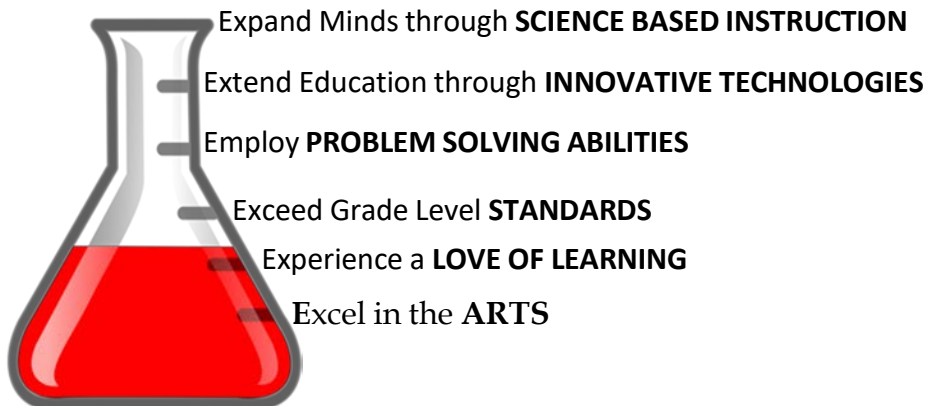 Expand Minds through SCIENCE BASED INSTRUCTION
Extend Education through INNOVATIVE TECHNOLOGIES
Employ PROBLEM SOLVING ABILITIES
Exceed Grade Level STANDARDS
Experience a LOVE OF LEARNING
Excel in the ARTS